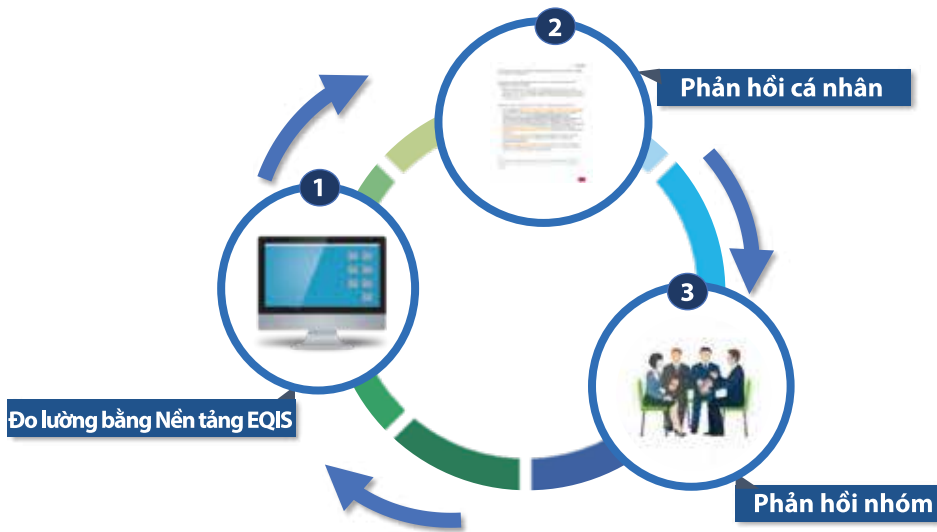 2
Phản hồi cá nhân
1
3
Đo lường bằng Nền tảng EQIS
Phản hồi nhóm